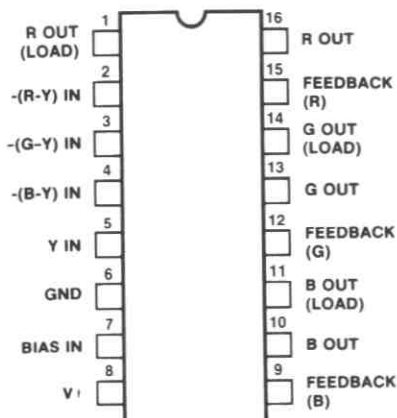 1
R OUT
(LOAD)
2
-(R-Y) IN
3
-(G-Y) IN
4
-(B-Y) IN
5
Y IN
6
GND
7
BIAS IN
8
V
16
R OUT
15
FEEDBACK
(R)
14
G OUT
(LOAD)
13
G OUT
12
FEEDBACK
(G)
11
B OUT
(LOAD)
10
B OUT
9
FEEDBACK
(B)